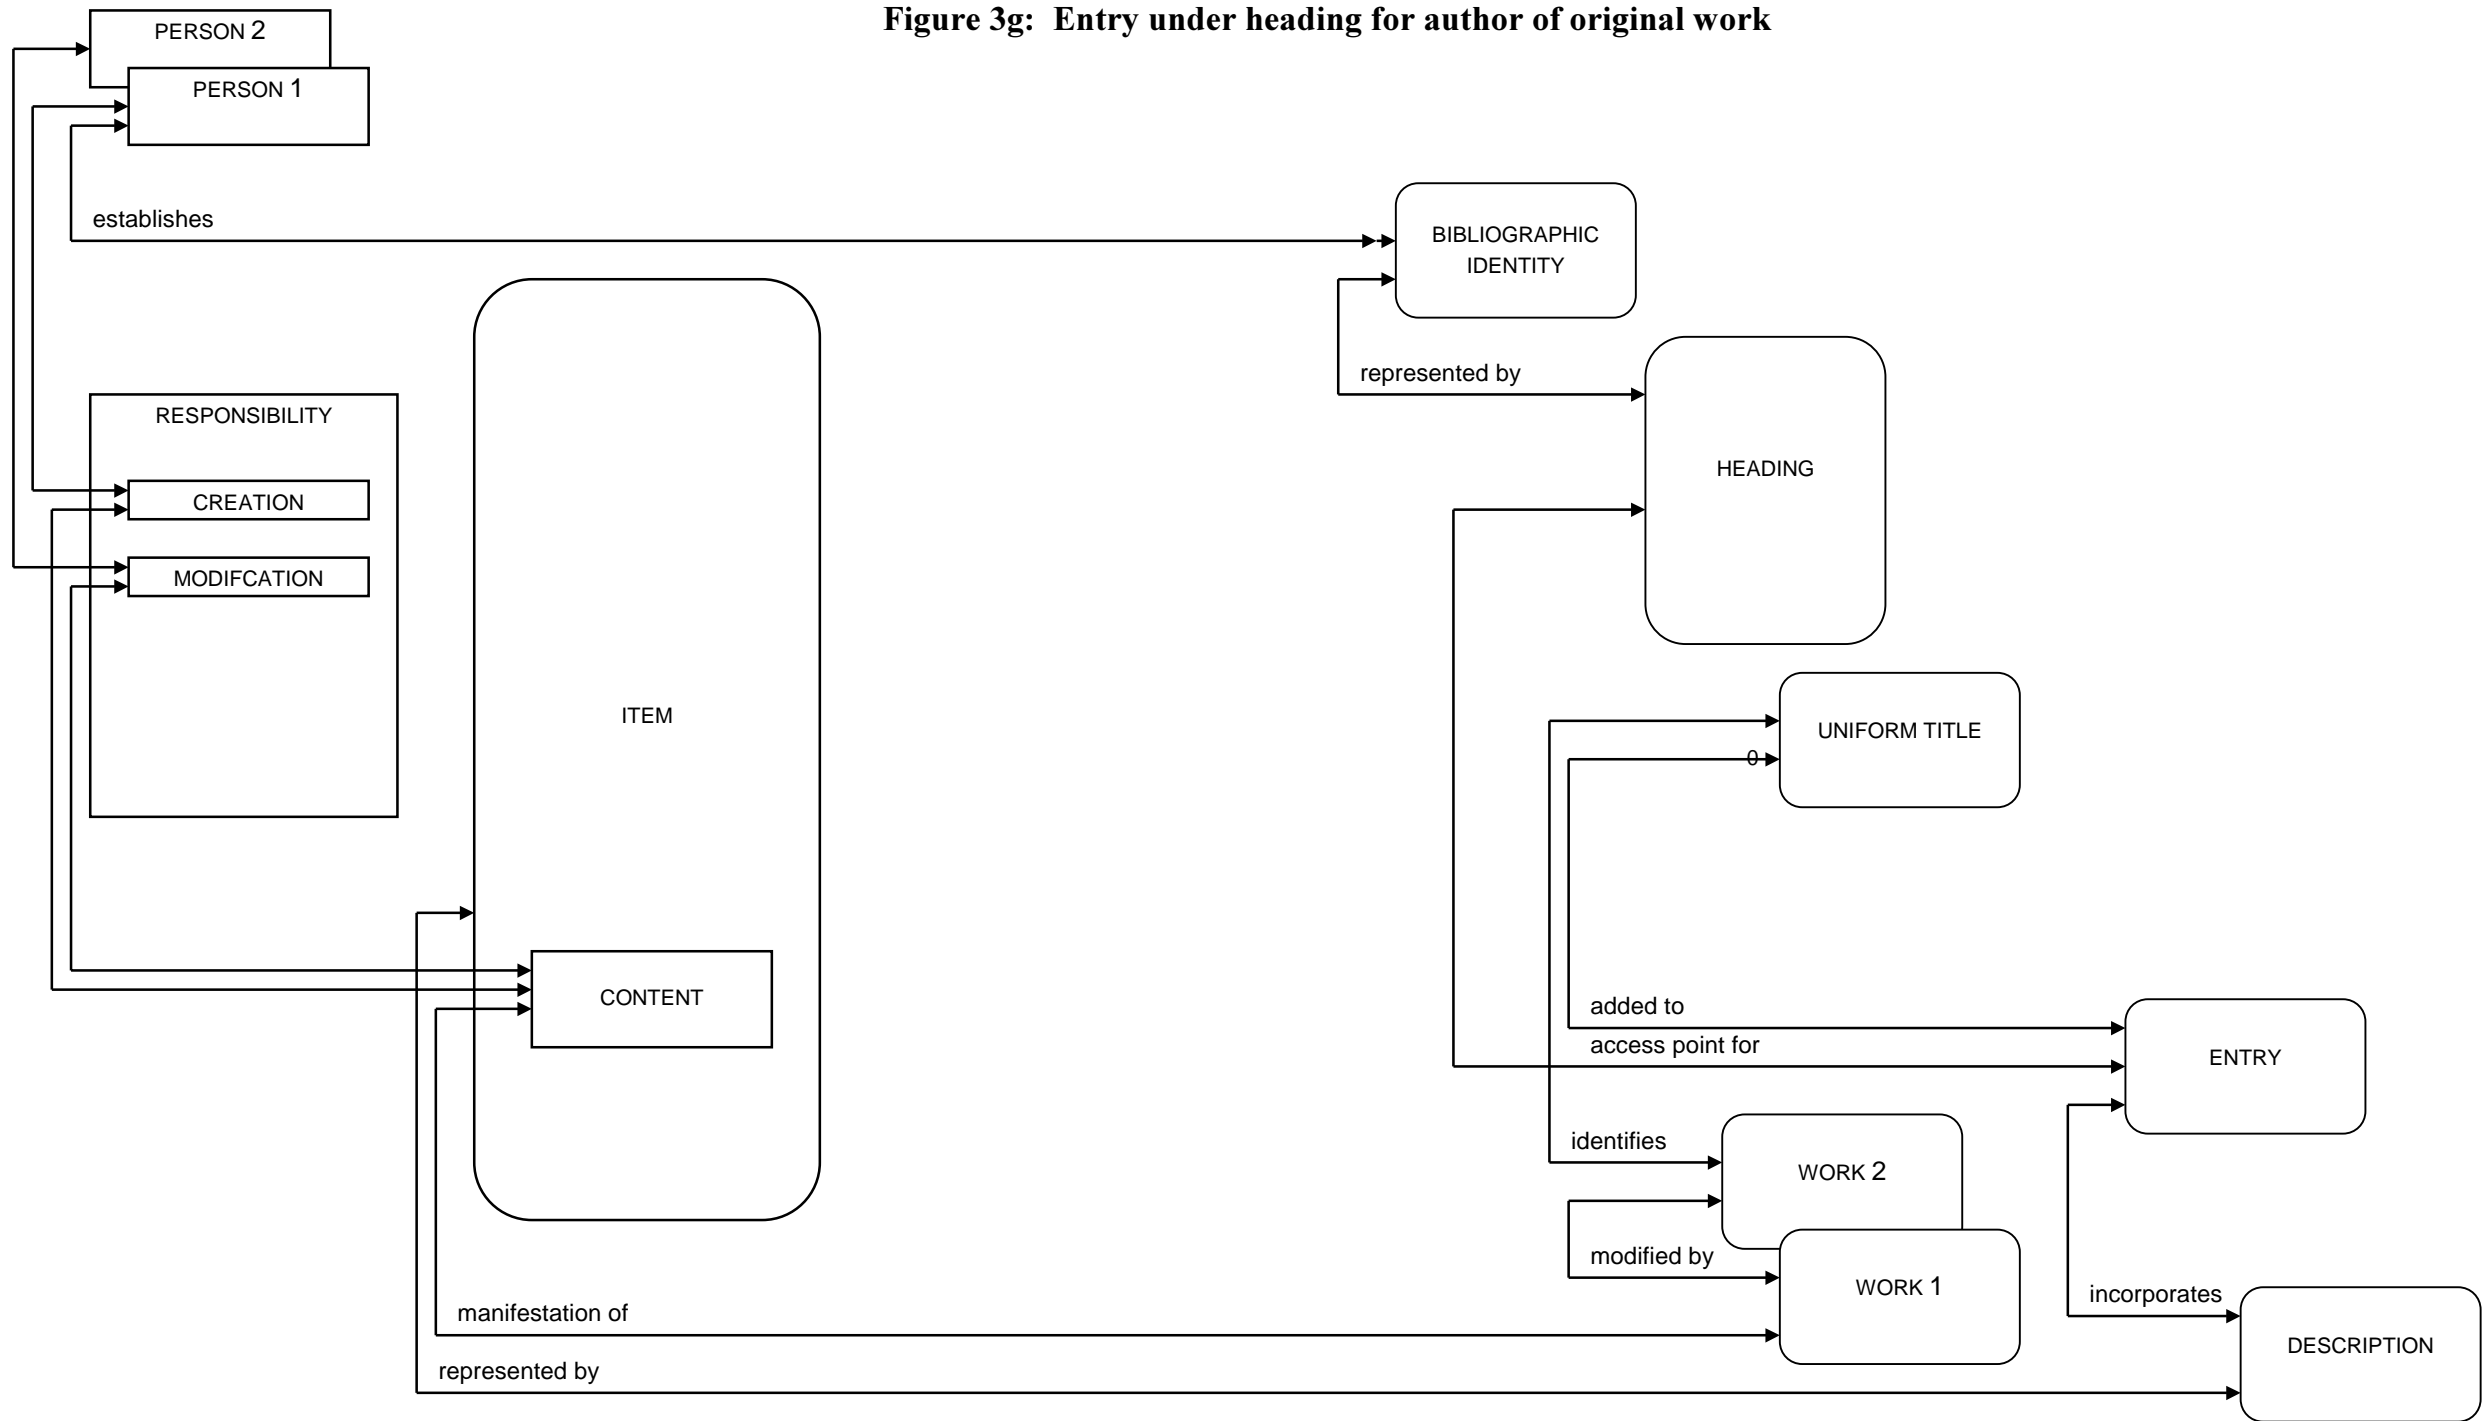 Figure 3g: Entry under heading for author of original work
PERSON 2
PERSON 1
establishes
BIBLIOGRAPHIC
IDENTITY
represented by
RESPONSIBILITY
HEADING
CREATION
MODIFCATION
ITEM
UNIFORM TITLE
0
CONTENT
added to
access point for
ENTRY
identifies
WORK 2
modified by
WORK 1
manifestation of
incorporates
DESCRIPTION
represented by